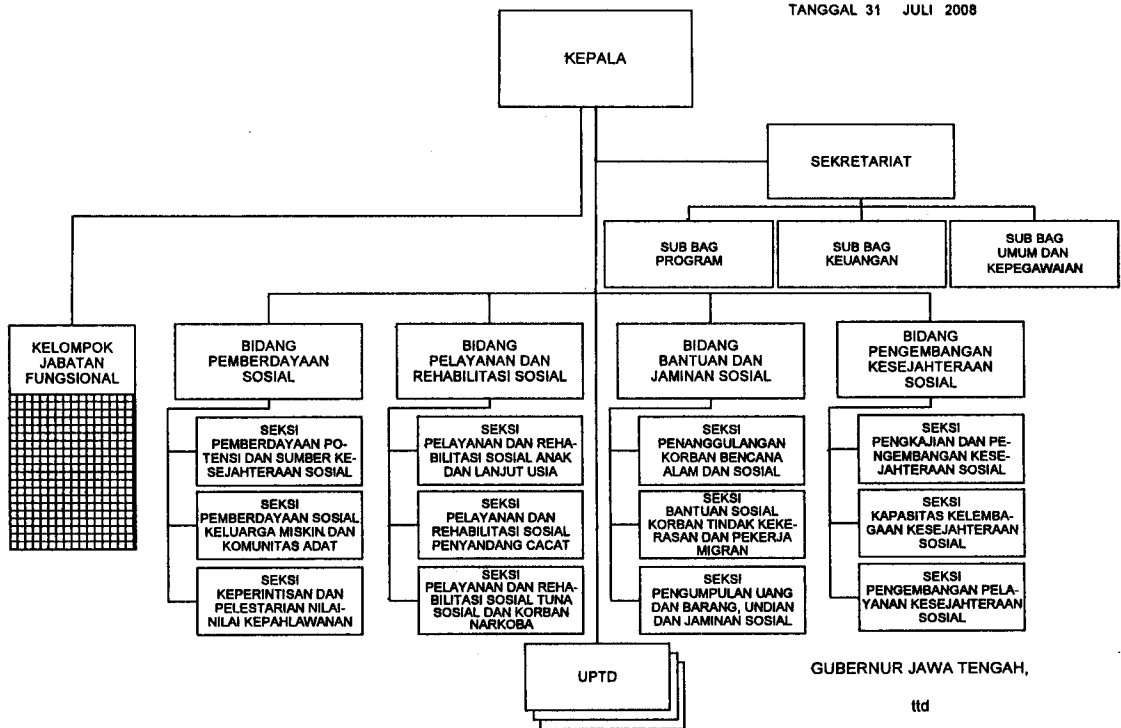 TANGGAL 31 JULI 2008
KEPALA
SEKRETARIAT
SUB BAG
PROGRAM
SUB BAG
KEUANGAN
SUB BAG
UMUM DAN
KEPEGAWAIAN
KELOMPOK
JABATAN
FUNGSIONAL
BIDANG
PEMBERDAYAAN
SOSIAL
SEKSI
PEMBERDAYAAN PO-
TENSI DAN SUMBER KE-
SEJAHTERAAN SOSIAL
SEKSI
PEMBERDAYAAN SOSIAL
KELUARGA MISKIN DAN
KOMUNITAS ADAT
SEKSI
KEPERINTISAN DAN
PELESTARIAN NILAI-
NILAI KEPAHLAWANAN
BIDANG
PELAYANAN DAN
REHABILITASI SOSIAL
SEKSI
PELAYANAN DAN REHA-
BILITASI SOSIAL ANAK
DAN LANJUT USIA
SEKSI
PELAYANAN DAN
REHABILITASI SOSIAL
PENYANDANG CACAT
SEKSI
PELAYANAN DAN REHA-
BILITASI SOSIAL TUNA
SOSIAL DAN KORBAN
NARKOBA
BIDANG
BANTUAN DAN
JAMINAN SOSIAL
SEKSI
PENANGGULANGAN
KORBAN BENCANA
ALAM DAN SOSIAL
SEKSI
BANTUAN SOSIAL
KORBAN TINDAK KEKE-
RASAN DAN PEKERJA
MIGRAN
SEKSI
PENGUMPULAN UANG
DAN BARANG, UNDIAN
DAN JAMINAN SOSIAL
BIDANG
PENGEMBANGAN
KESEJAHTERAAN
SOSIAL
SEKSI
PENGKAJIAN DAN PE-
NGEMBANGAN KESE-
JAHTERAAN SOSIAL
SEKSI
KAPASITAS KELEMBA-
GAAN KESEJAHTERAAN
SOSIAL
SEKSI
PENGEMBANGAN PELA-
YANAN KESEJAHTERAAN
SOSIAL
UPTD
GUBERNUR JAWA TENGAH,
ttd